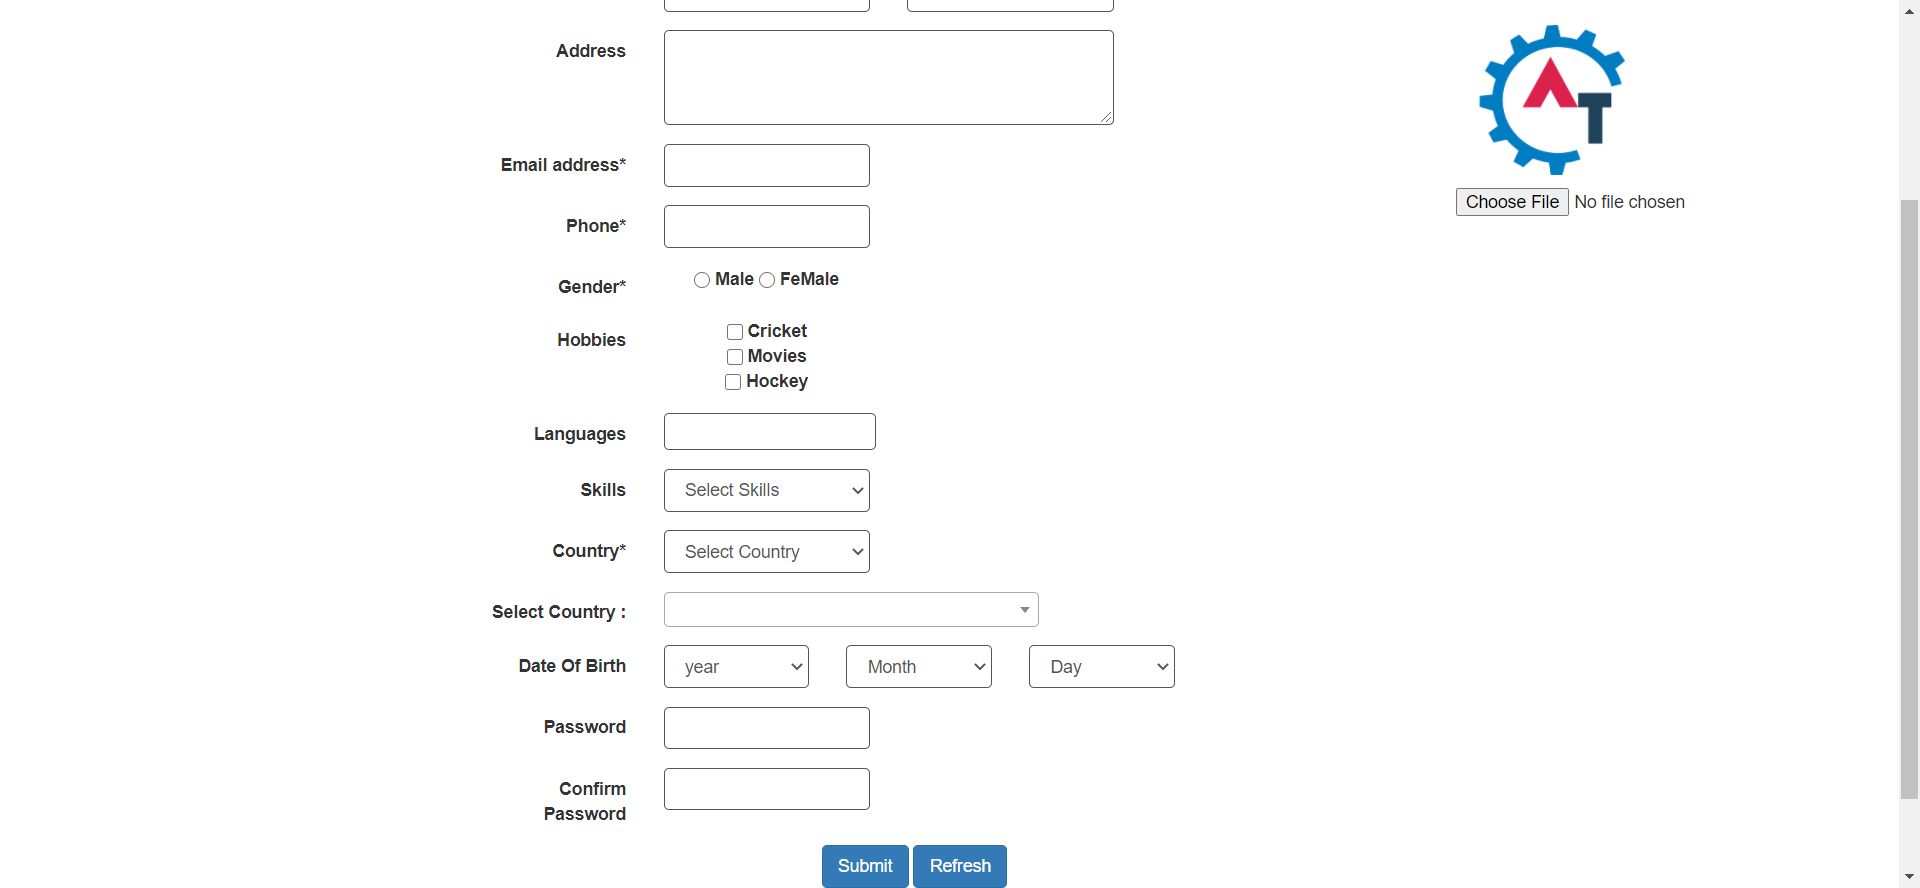 Address
AT
Choose File No file chosen
Email address*
Phone*
Gender* Male FeMale
Hobbies Cricket
Movies
Hockey
Languages
Skills Select Skills
Country* Select Country
Select Country :
Date Of Birth year Month Day
Password
Confirm
Password
Submit Refresh